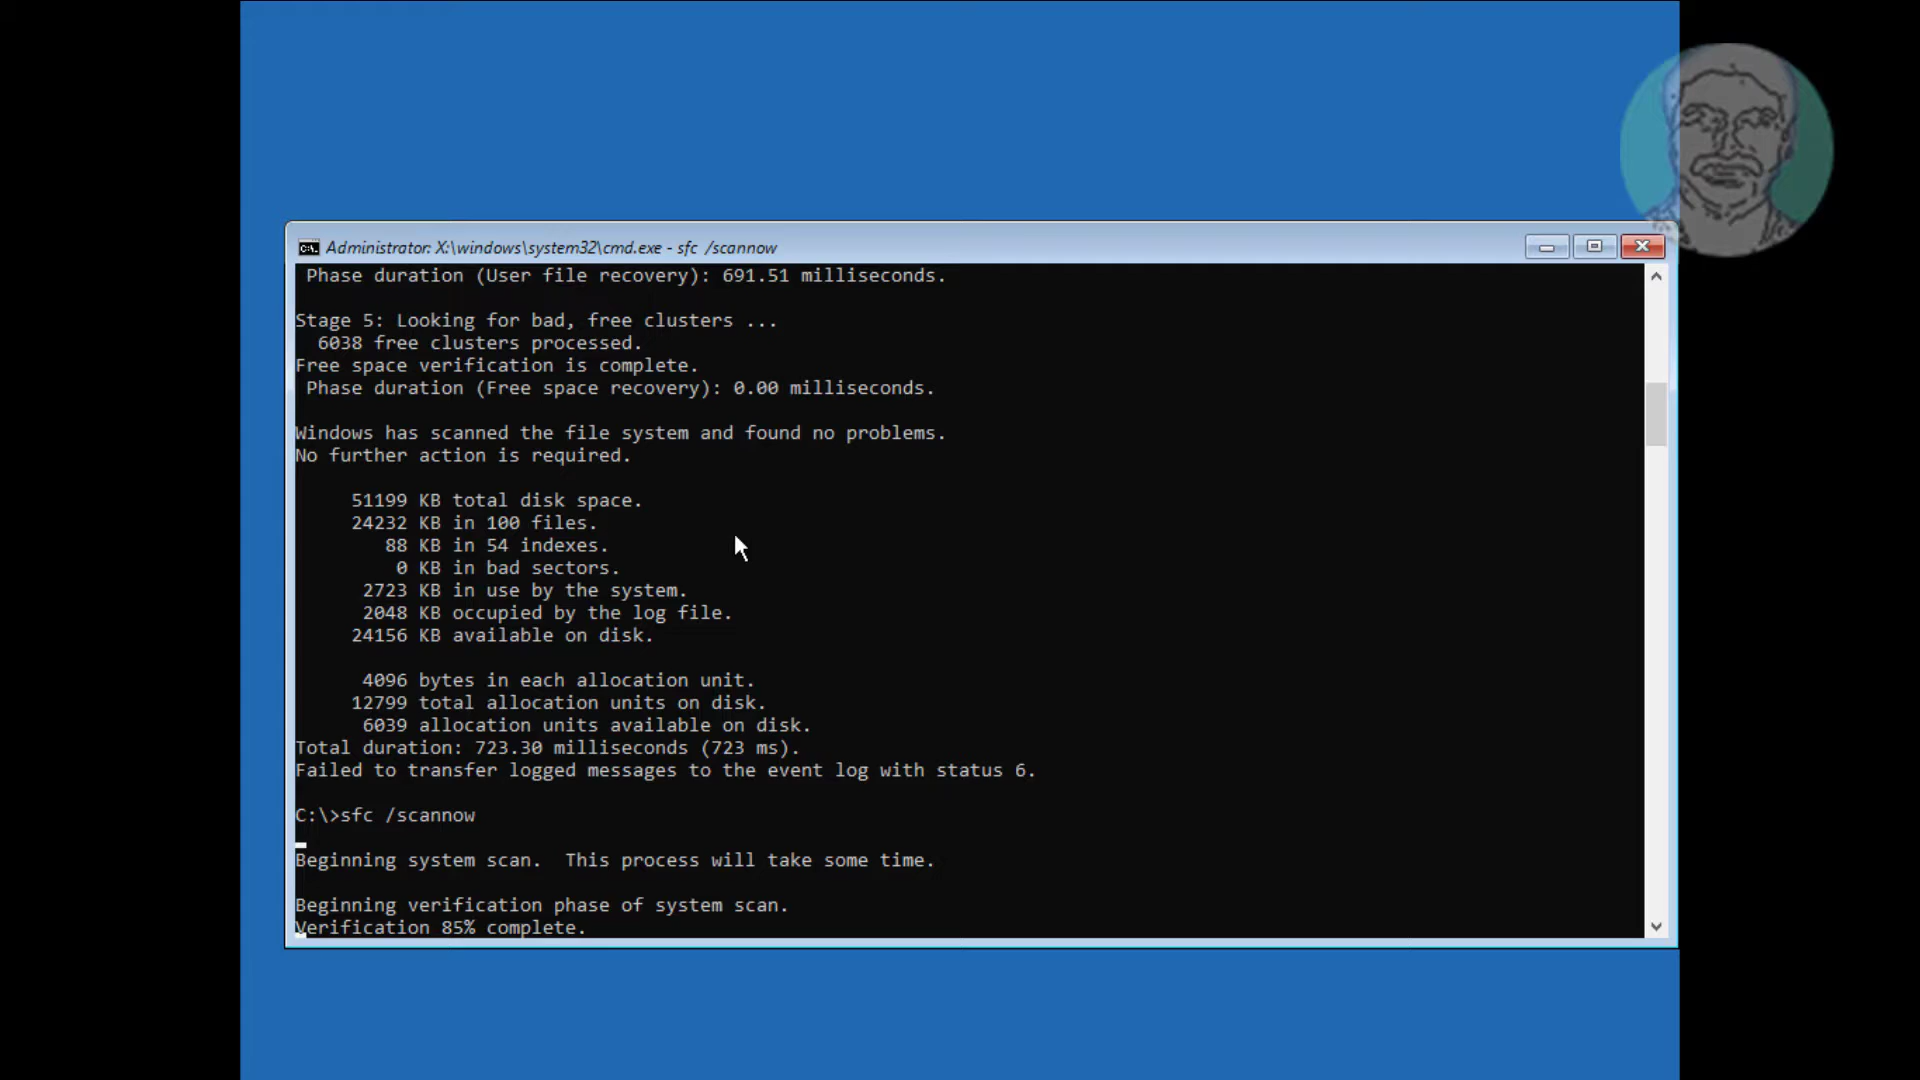 Administrator: X:\windows\system32\cmd.exe - sfc /scannow
Phase duration (User file recovery): 691.51 milliseconds.
Stage 5: Looking for bad, free clusters ...
6038 free clusters processed.
Free space verification is complete.
Phase duration (Free space recovery): 0.00 milliseconds.
Windows has scanned the file system and found no problems.
No further action is required.
51199 KB total disk space.
24232 KB in 100 files.
88 KB in 54 indexes.
0 KB in bad sectors.
2723 KB in use by the system.
2048 KB occupied by the log file.
24156 KB available on disk.
4096 bytes in each allocation unit.
12799 total allocation units on disk.
6039 allocation units available on disk.
Total duration: 723.30 milliseconds (723 ms).
Failed to transfer logged messages to the event log with status 6.
C:\>sfc /scannow
Beginning system scan.  This process will take some time.
Beginning verification phase of system scan.
Verification 85% complete.